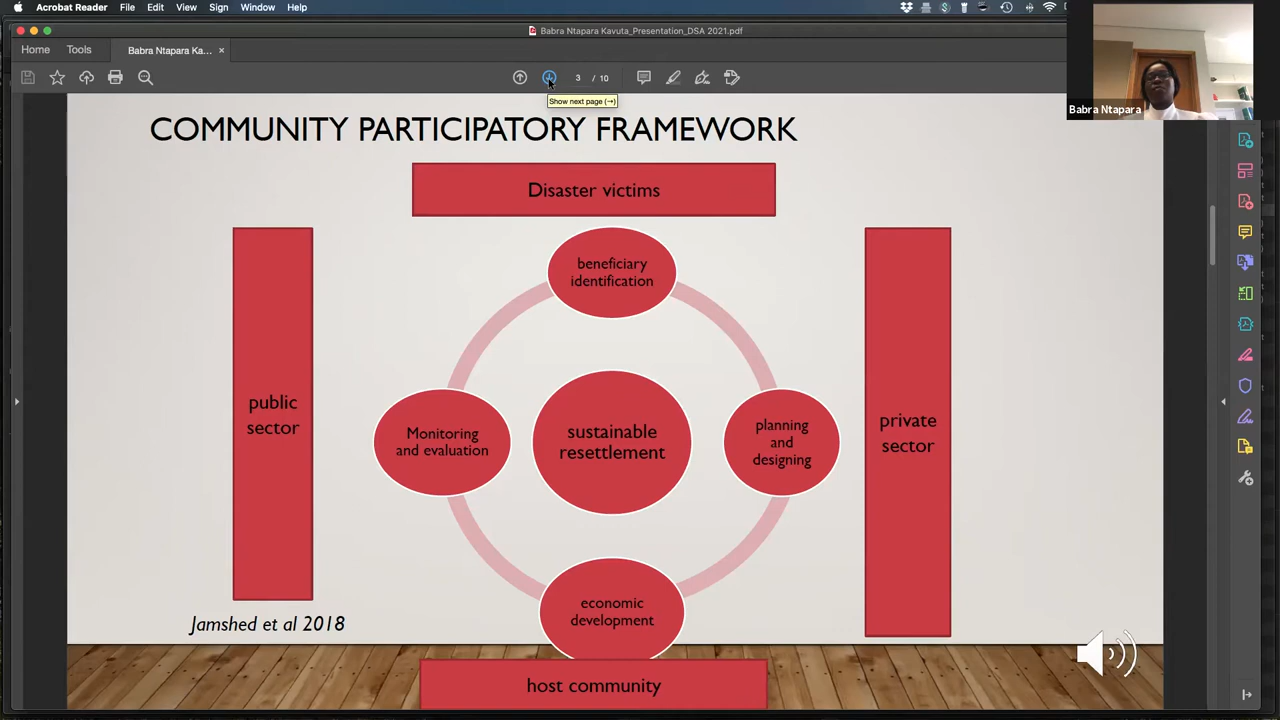 Acrobat Reader File Edit View Sign Window Help
Babra Ntapara Kavuta_Presentation_DSA 2021.pdf
Home Tools Babra Ntapara Ka... ×
3 / 10
Show next page (→)
Babra Ntapara
COMMUNITY PARTICIPATORY FRAMEWORK
Disaster victims
beneficiary
identification
public
sector
Monitoring
and evaluation
sustainable
resettlement
planning
and
designing
private
sector
economic
development
Jamshed et al 2018
host community